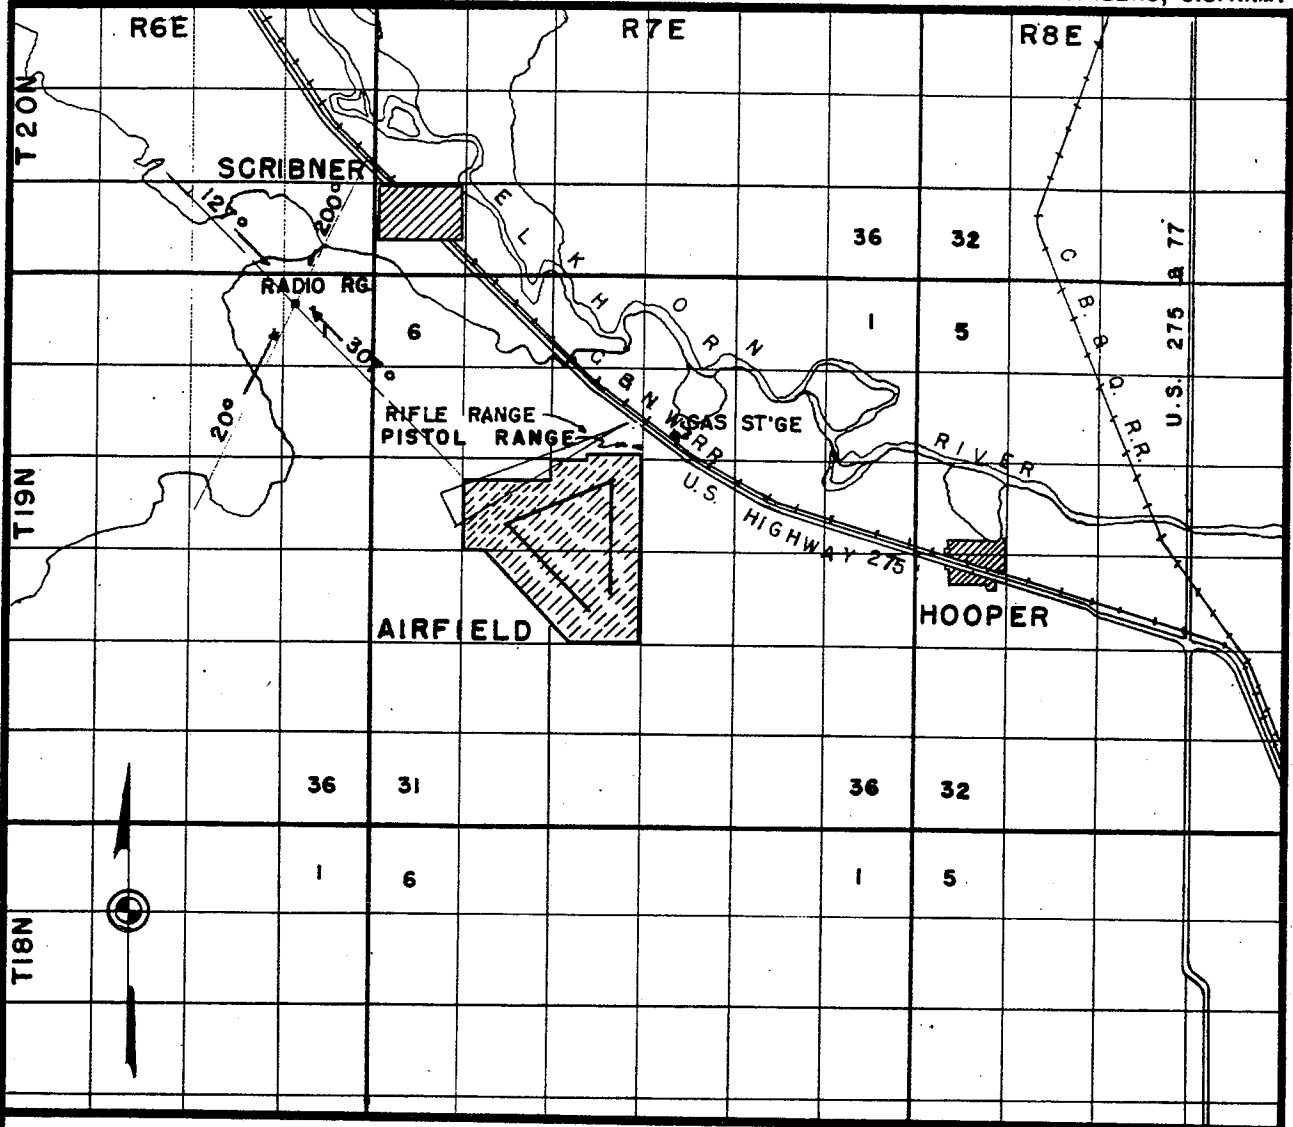 R6E
R7E
R8E
T20N
SCRIBNER
127°
200°
ELKHORN
36
32
RADIO RG.
6
1
5
307°
C. B. & Q. R.R.
U.S. 275 & 77
20°
RIFLE RANGE
PISTOL RANGE
C & N W RR
GAS ST'GE
RIVER
T19N
U.S. HIGHWAY 275
HOOPER
AIRFIELD
36
31
36
32
1
6
1
5
T18N